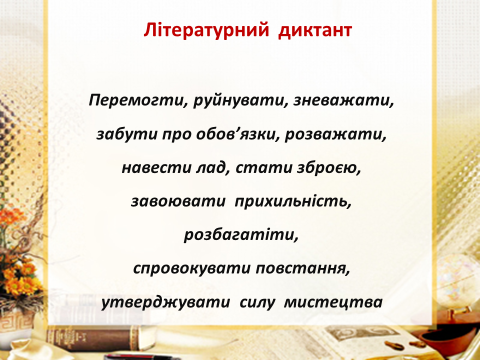 Літературний диктант
Перемогти, руйнувати, зневажати,
забути про обов’язки, розважати,
навести лад, стати зброєю,
завоювати прихильність,
розбагатіти,
спровокувати повстання,
утверджувати силу мистецтва